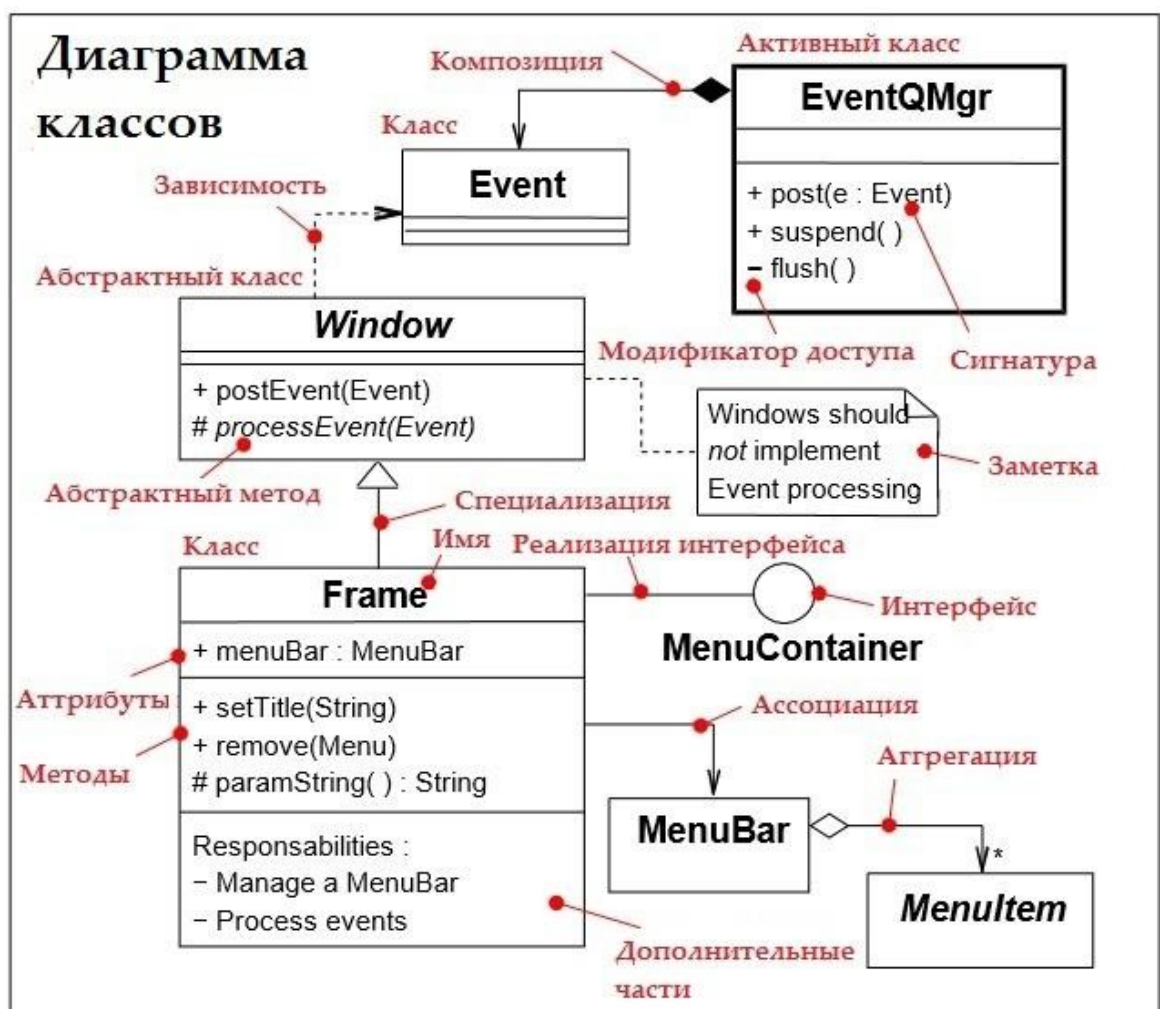 Диаграмма
классов
Композиция
Активный класс
EventQMgr
+ post(e : Event)
+ suspend( )
– flush( )
Класс
Event
Зависимость
Абстрактный класс
Window
+ postEvent(Event)
# processEvent(Event)
Модификатор доступа
Сигнатура
Windows should
not implement
Event processing
Заметка
Абстрактный метод
Специализация
Класс
Имя
Реализация интерфейса
Frame
+ menuBar : MenuBar
Интерфейс
MenuContainer
Аттрибуты
+ setTitle(String)
+ remove(Menu)
# paramString( ) : String
Методы
Ассоциация
Аггрегация
MenuBar
*
MenuItem
Responsabilities :
– Manage a MenuBar
– Process events
Дополнительные
части